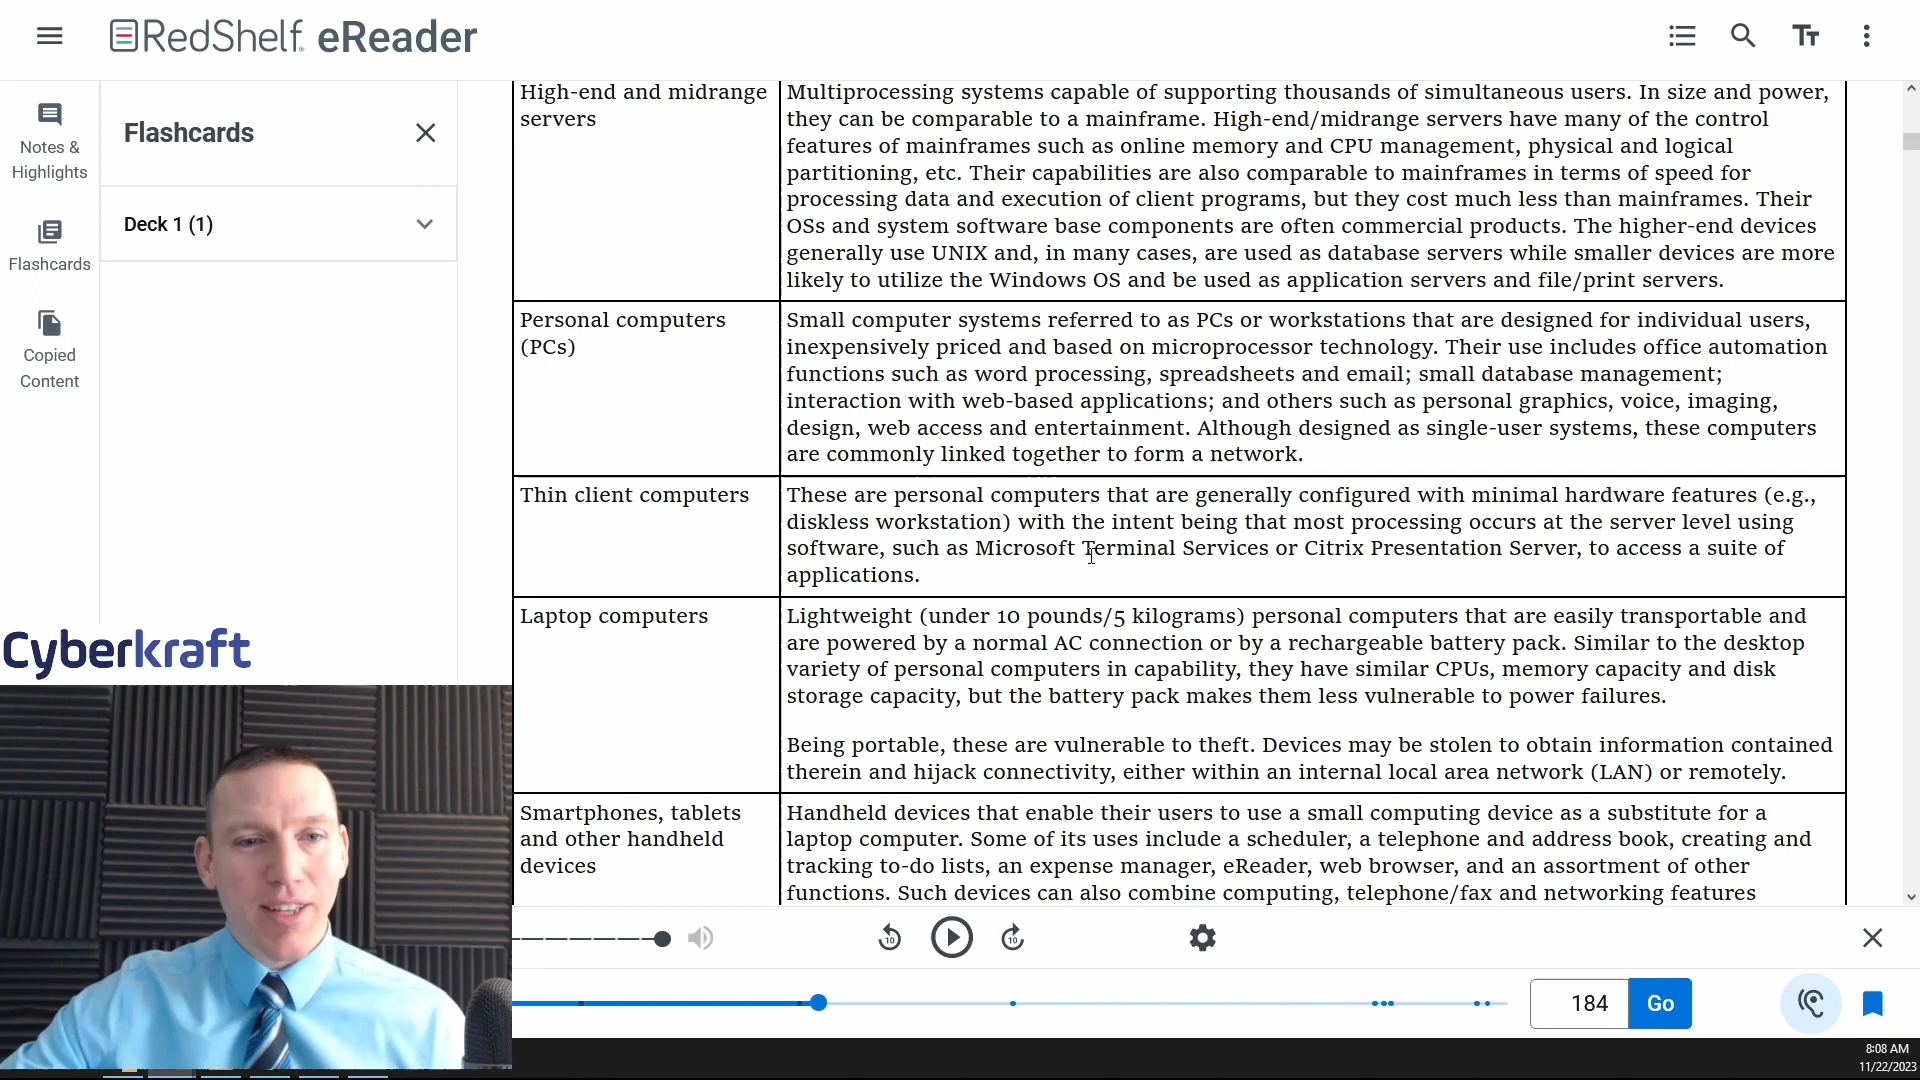 RedShelf eReader
Notes &
Highlights
Flashcards
Copied
Content
Flashcards
Deck 1 (1)
High-end and midrange
servers
Multiprocessing systems capable of supporting thousands of simultaneous users. In size and power,
they can be comparable to a mainframe. High-end/midrange servers have many of the control
features of mainframes such as online memory and CPU management, physical and logical
partitioning, etc. Their capabilities are also comparable to mainframes in terms of speed for
processing data and execution of client programs, but they cost much less than mainframes. Their
OSs and system software base components are often commercial products. The higher-end devices
generally use UNIX and, in many cases, are used as database servers while smaller devices are more
likely to utilize the Windows OS and be used as application servers and file/print servers.
Personal computers
(PCs)
Small computer systems referred to as PCs or workstations that are designed for individual users,
inexpensively priced and based on microprocessor technology. Their use includes office automation
functions such as word processing, spreadsheets and email; small database management;
interaction with web-based applications; and others such as personal graphics, voice, imaging,
design, web access and entertainment. Although designed as single-user systems, these computers
are commonly linked together to form a network.
Thin client computers
These are personal computers that are generally configured with minimal hardware features (e.g.,
diskless workstation) with the intent being that most processing occurs at the server level using
software, such as Microsoft Terminal Services or Citrix Presentation Server, to access a suite of
applications.
Laptop computers
Lightweight (under 10 pounds/5 kilograms) personal computers that are easily transportable and
are powered by a normal AC connection or by a rechargeable battery pack. Similar to the desktop
variety of personal computers in capability, they have similar CPUs, memory capacity and disk
storage capacity, but the battery pack makes them less vulnerable to power failures.
Being portable, these are vulnerable to theft. Devices may be stolen to obtain information contained
therein and hijack connectivity, either within an internal local area network (LAN) or remotely.
Smartphones, tablets
and other handheld
devices
Handheld devices that enable their users to use a small computing device as a substitute for a
laptop computer. Some of its uses include a scheduler, a telephone and address book, creating and
tracking to-do lists, an expense manager, eReader, web browser, and an assortment of other
functions. Such devices can also combine computing, telephone/fax and networking features
Cyberkraft
10
10
184
Go
8:08 AM
11/22/2023